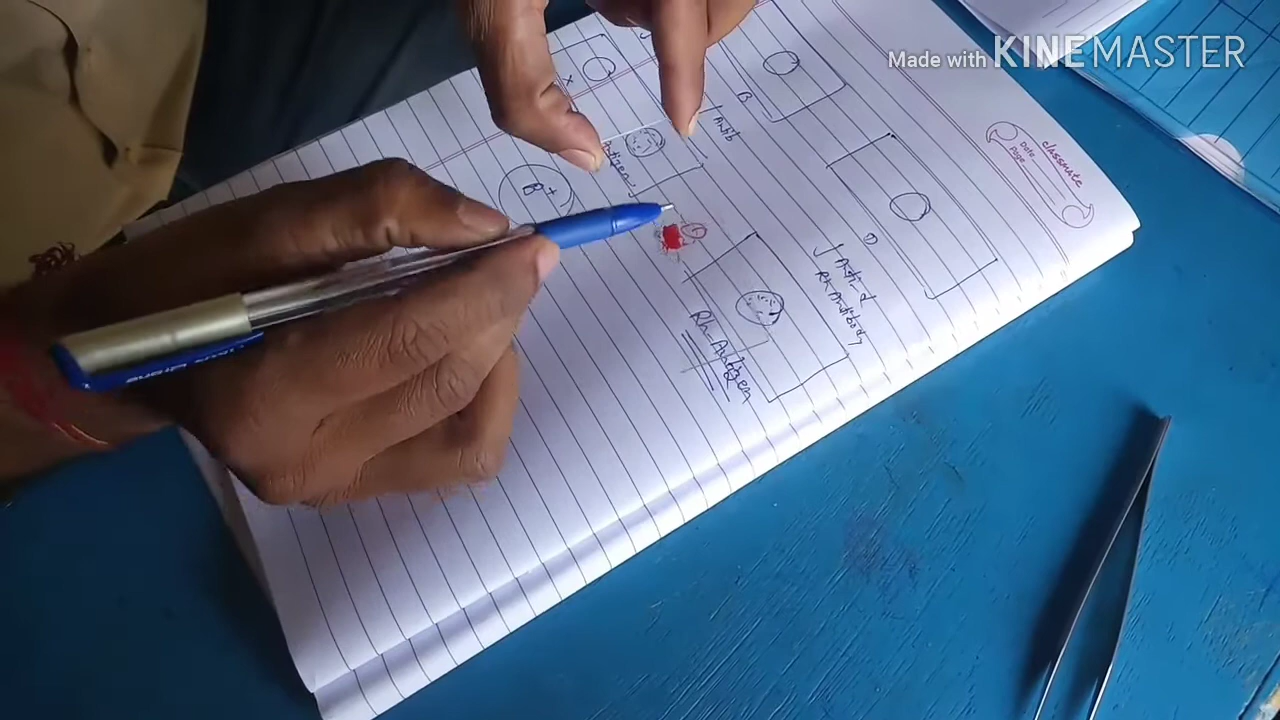 Made with KINEMASTER
classmate
Date
Page
B
X
Anti b
Antigen
B+
D
Anti d
Rh Antibody
Rh-Antigen